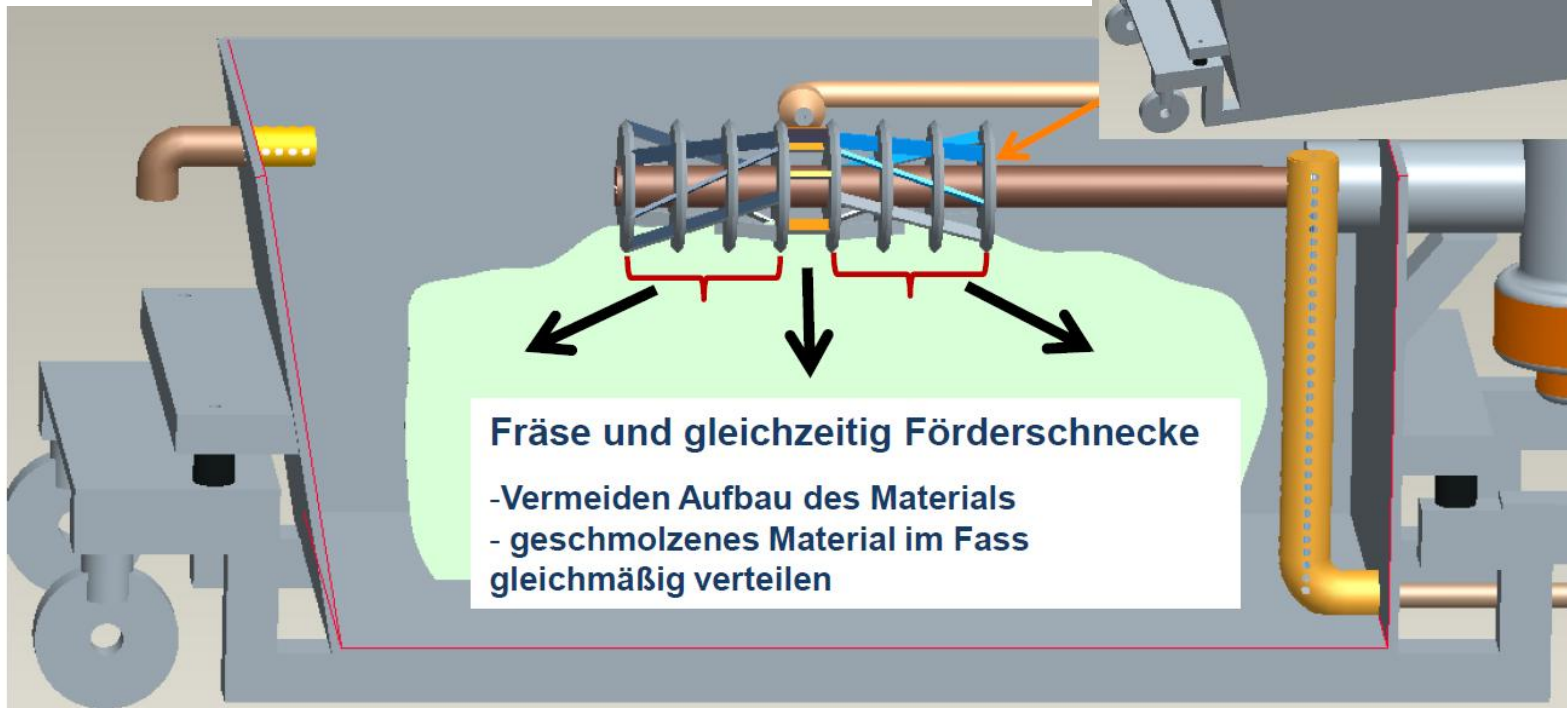 Fräse und gleichzeitig Förderschnecke
-Vermeiden Aufbau des Materials
- geschmolzenes Material im Fass
gleichmäßig verteilen